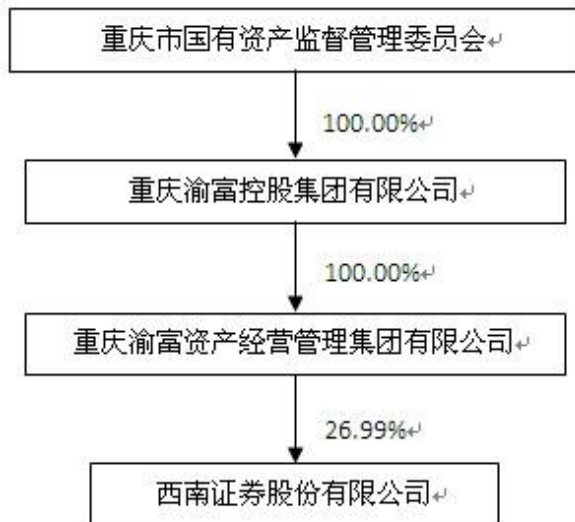 重庆市国有资产监督管理委员会
100.00%
重庆渝富控股集团有限公司
100.00%
重庆渝富资产经营管理集团有限公司
26.99%
西南证券股份有限公司